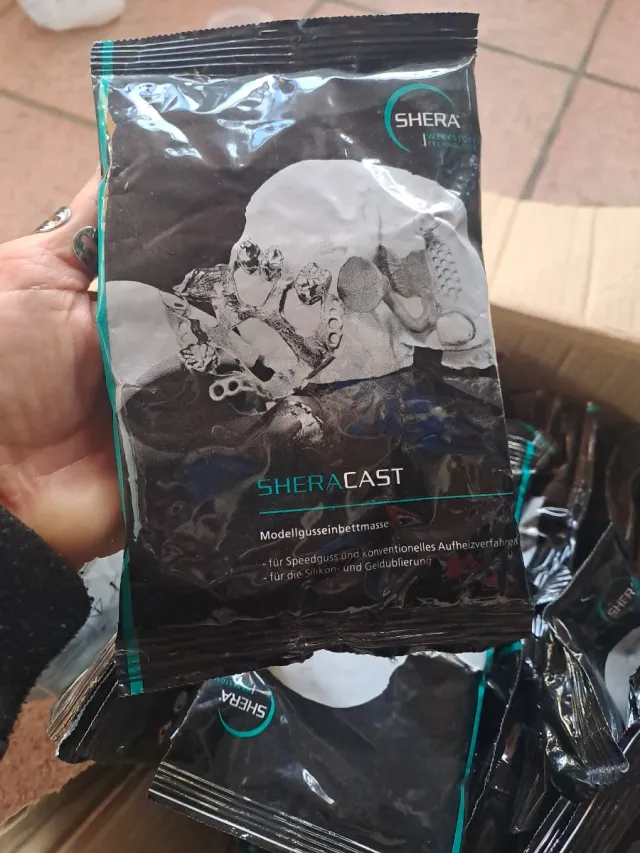 SHERA
WERKSTOFF
TECHNOLOGIE
SHERACAST
Modellgusseinbettmasse
- für Speedguss und konventionelles Aufheizverfahren
- für die Silikon- und Geldublierung
SHERA
SHERA